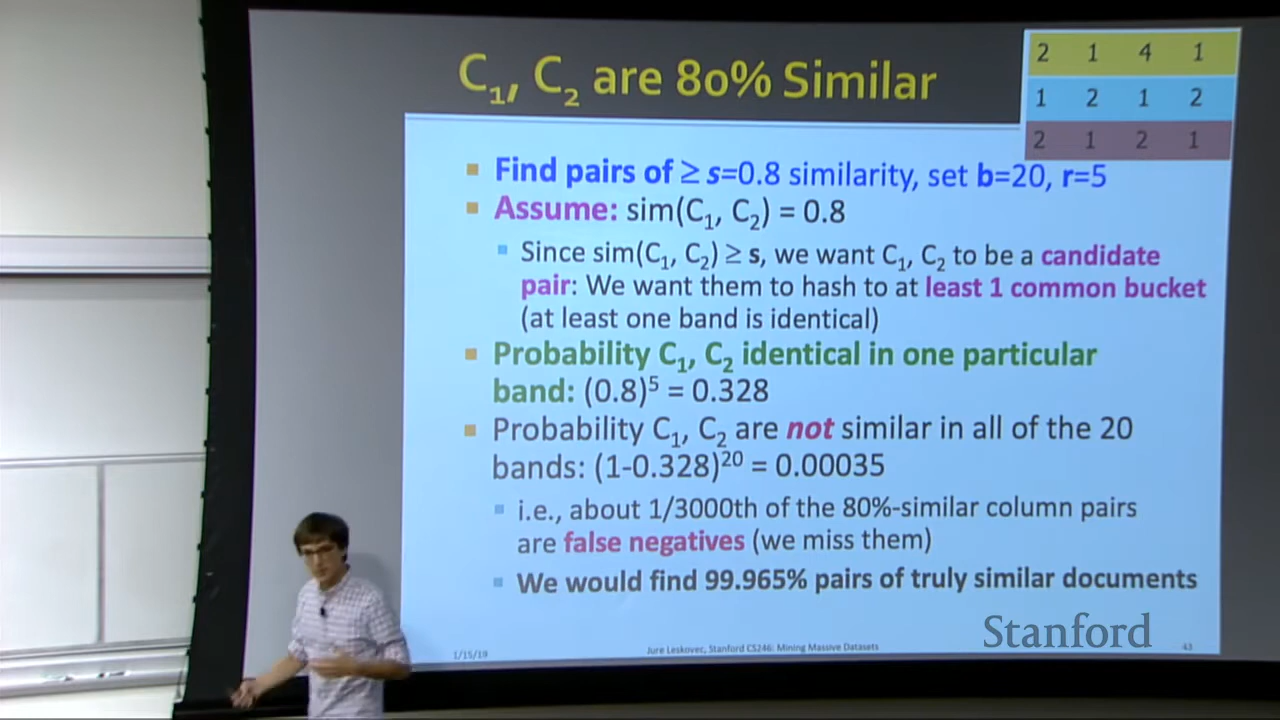 C₁, C₂ are 80% Similar
2 1 4 1
1 2 1 2
2 1 2 1
Find pairs of ≥ s=0.8 similarity, set b=20, r=5
Assume: sim(C₁, C₂) = 0.8
Since sim(C₁, C₂) ≥ s, we want C₁, C₂ to be a candidate
pair: We want them to hash to at least 1 common bucket
(at least one band is identical)
Probability C₁, C₂ identical in one particular
band: (0.8)⁵ = 0.328
Probability C₁, C₂ are not similar in all of the 20
bands: (1-0.328)²⁰ = 0.00035
i.e., about 1/3000th of the 80%-similar column pairs
are false negatives (we miss them)
We would find 99.965% pairs of truly similar documents
Stanford
1/15/19
Jure Leskovec, Stanford CS246: Mining Massive Datasets
43